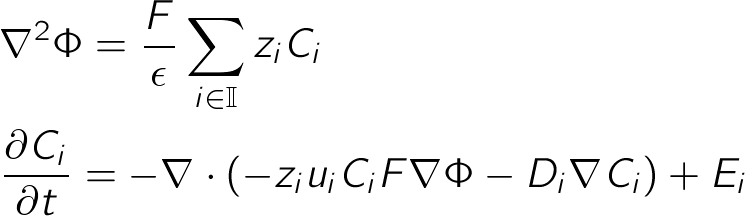 ∇²Φ = F/ϵ ∑_{i∈𝕀} z_i C_i
∂C_i/∂t = −∇ · (−z_i u_i C_i F∇Φ − D_i∇C_i) + E_i